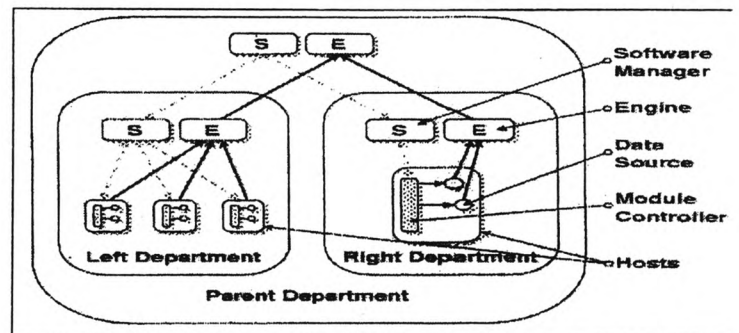 S E
Software
Manager
S E
S E
Engine
Data
Source
Module
Controller
Left Department
Right Department
Hosts
Parent Department